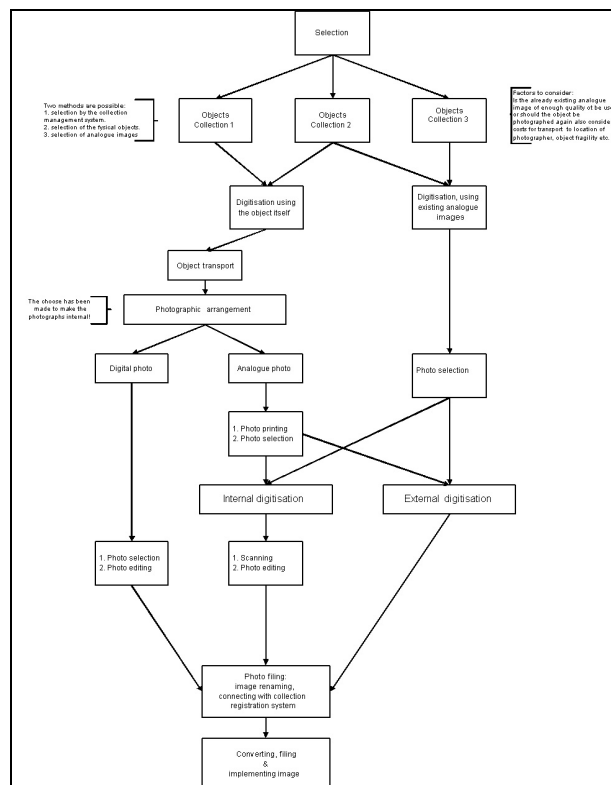 Selection
Two methods are possible:
1. selection by the collection
management system.
2. selection of the fysical objects.
3. selection of analogue images
Objects
Collection 1
Objects
Collection 2
Objects
Collection 3
Factors to consider:
Is the already existing analogue
image of enough quality ot be use
or should the object be
photographed again also conside
costs for transport to location of
photographer, object fragility etc.
Digitisation using
the object itself
Digitisation, using
existing analogue
images
Object transport
The choose has been
made to make the
photographs internal!
Photographic arrangement
Digital photo
Analogue photo
Photo selection
1. Photo printing
2. Photo selection
Internal digitisation
External digitisation
1. Photo selection
2. Photo editing
1. Scanning
2. Photo editing
Photo filing:
image renaming,
connecting with collection
registration system
Converting, filing
&
implementing image